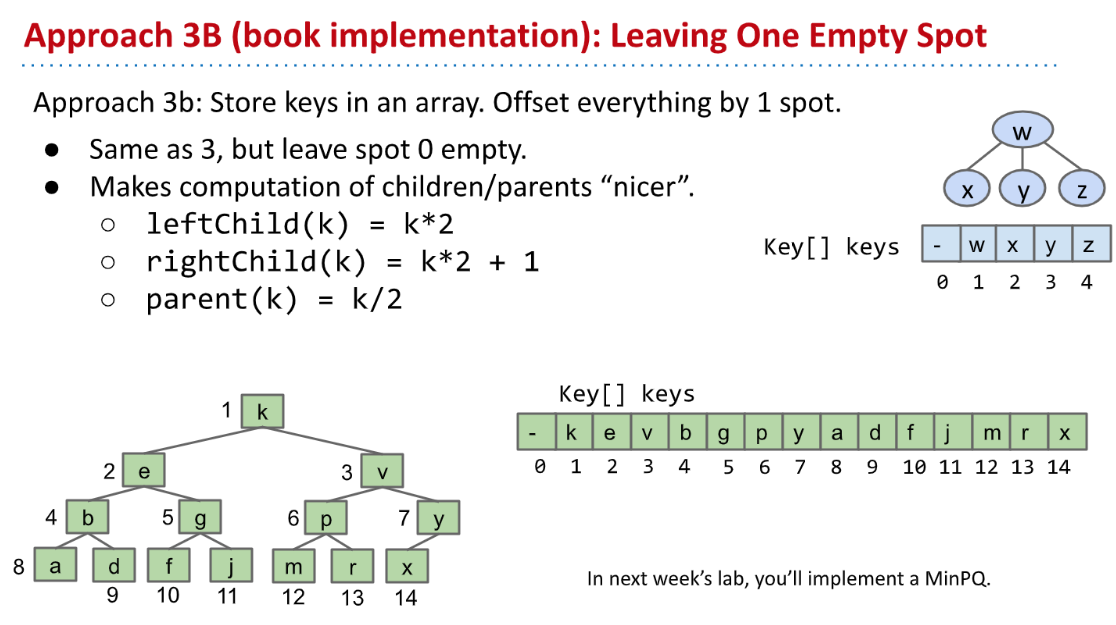 Approach 3B (book implementation): Leaving One Empty Spot
Approach 3b: Store keys in an array. Offset everything by 1 spot.
● Same as 3, but leave spot 0 empty.
● Makes computation of children/parents “nicer”.
○ leftChild(k) = k*2
○ rightChild(k) = k*2 + 1
○ parent(k) = k/2
w
x y z
Key[] keys - w x y z
0 1 2 3 4
1 k
2 e 3 v
4 b 5 g 6 p 7 y
8 a d f j m r x
9 10 11 12 13 14
Key[] keys
- k e v b g p y a d f j m r x
0 1 2 3 4 5 6 7 8 9 10 11 12 13 14
In next week’s lab, you’ll implement a MinPQ.